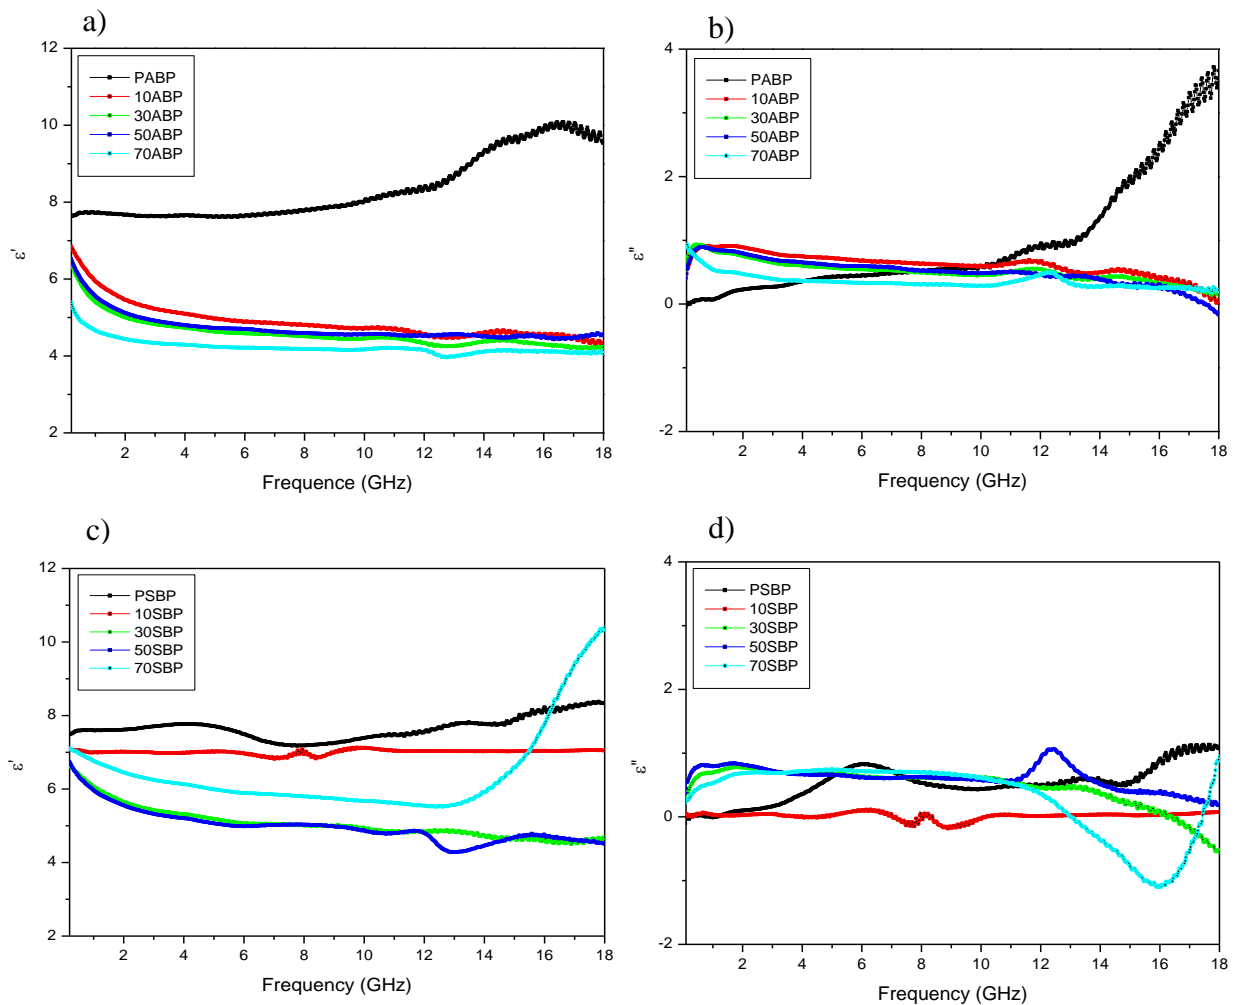 a)
12
10
8
6
4
2
ε'
PABP
10ABP
30ABP
50ABP
70ABP
2 4 6 8 10 12 14 16 18
Frequence (GHz)
b)
4
2
0
-2
ε"
PABP
10ABP
30ABP
50ABP
70ABP
2 4 6 8 10 12 14 16 18
Frequency (GHz)
c)
12
10
8
6
4
2
ε'
PSBP
10SBP
30SBP
50SBP
70SBP
2 4 6 8 10 12 14 16 18
Frequency (GHz)
d)
4
2
0
-2
ε"
PSBP
10SBP
30SBP
50SBP
70SBP
2 4 6 8 10 12 14 16 18
Frequency (GHz)